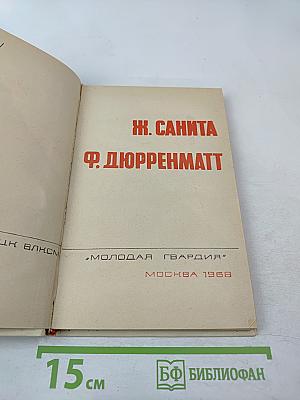 Ж. САНИТА
Ф. ДЮРРЕНМАТТ
ЦК ВЛКСМ
„МОЛОДАЯ ГВАРДИЯ"
МОСКВА 1968
15 см
БФ БИБЛИОФАН